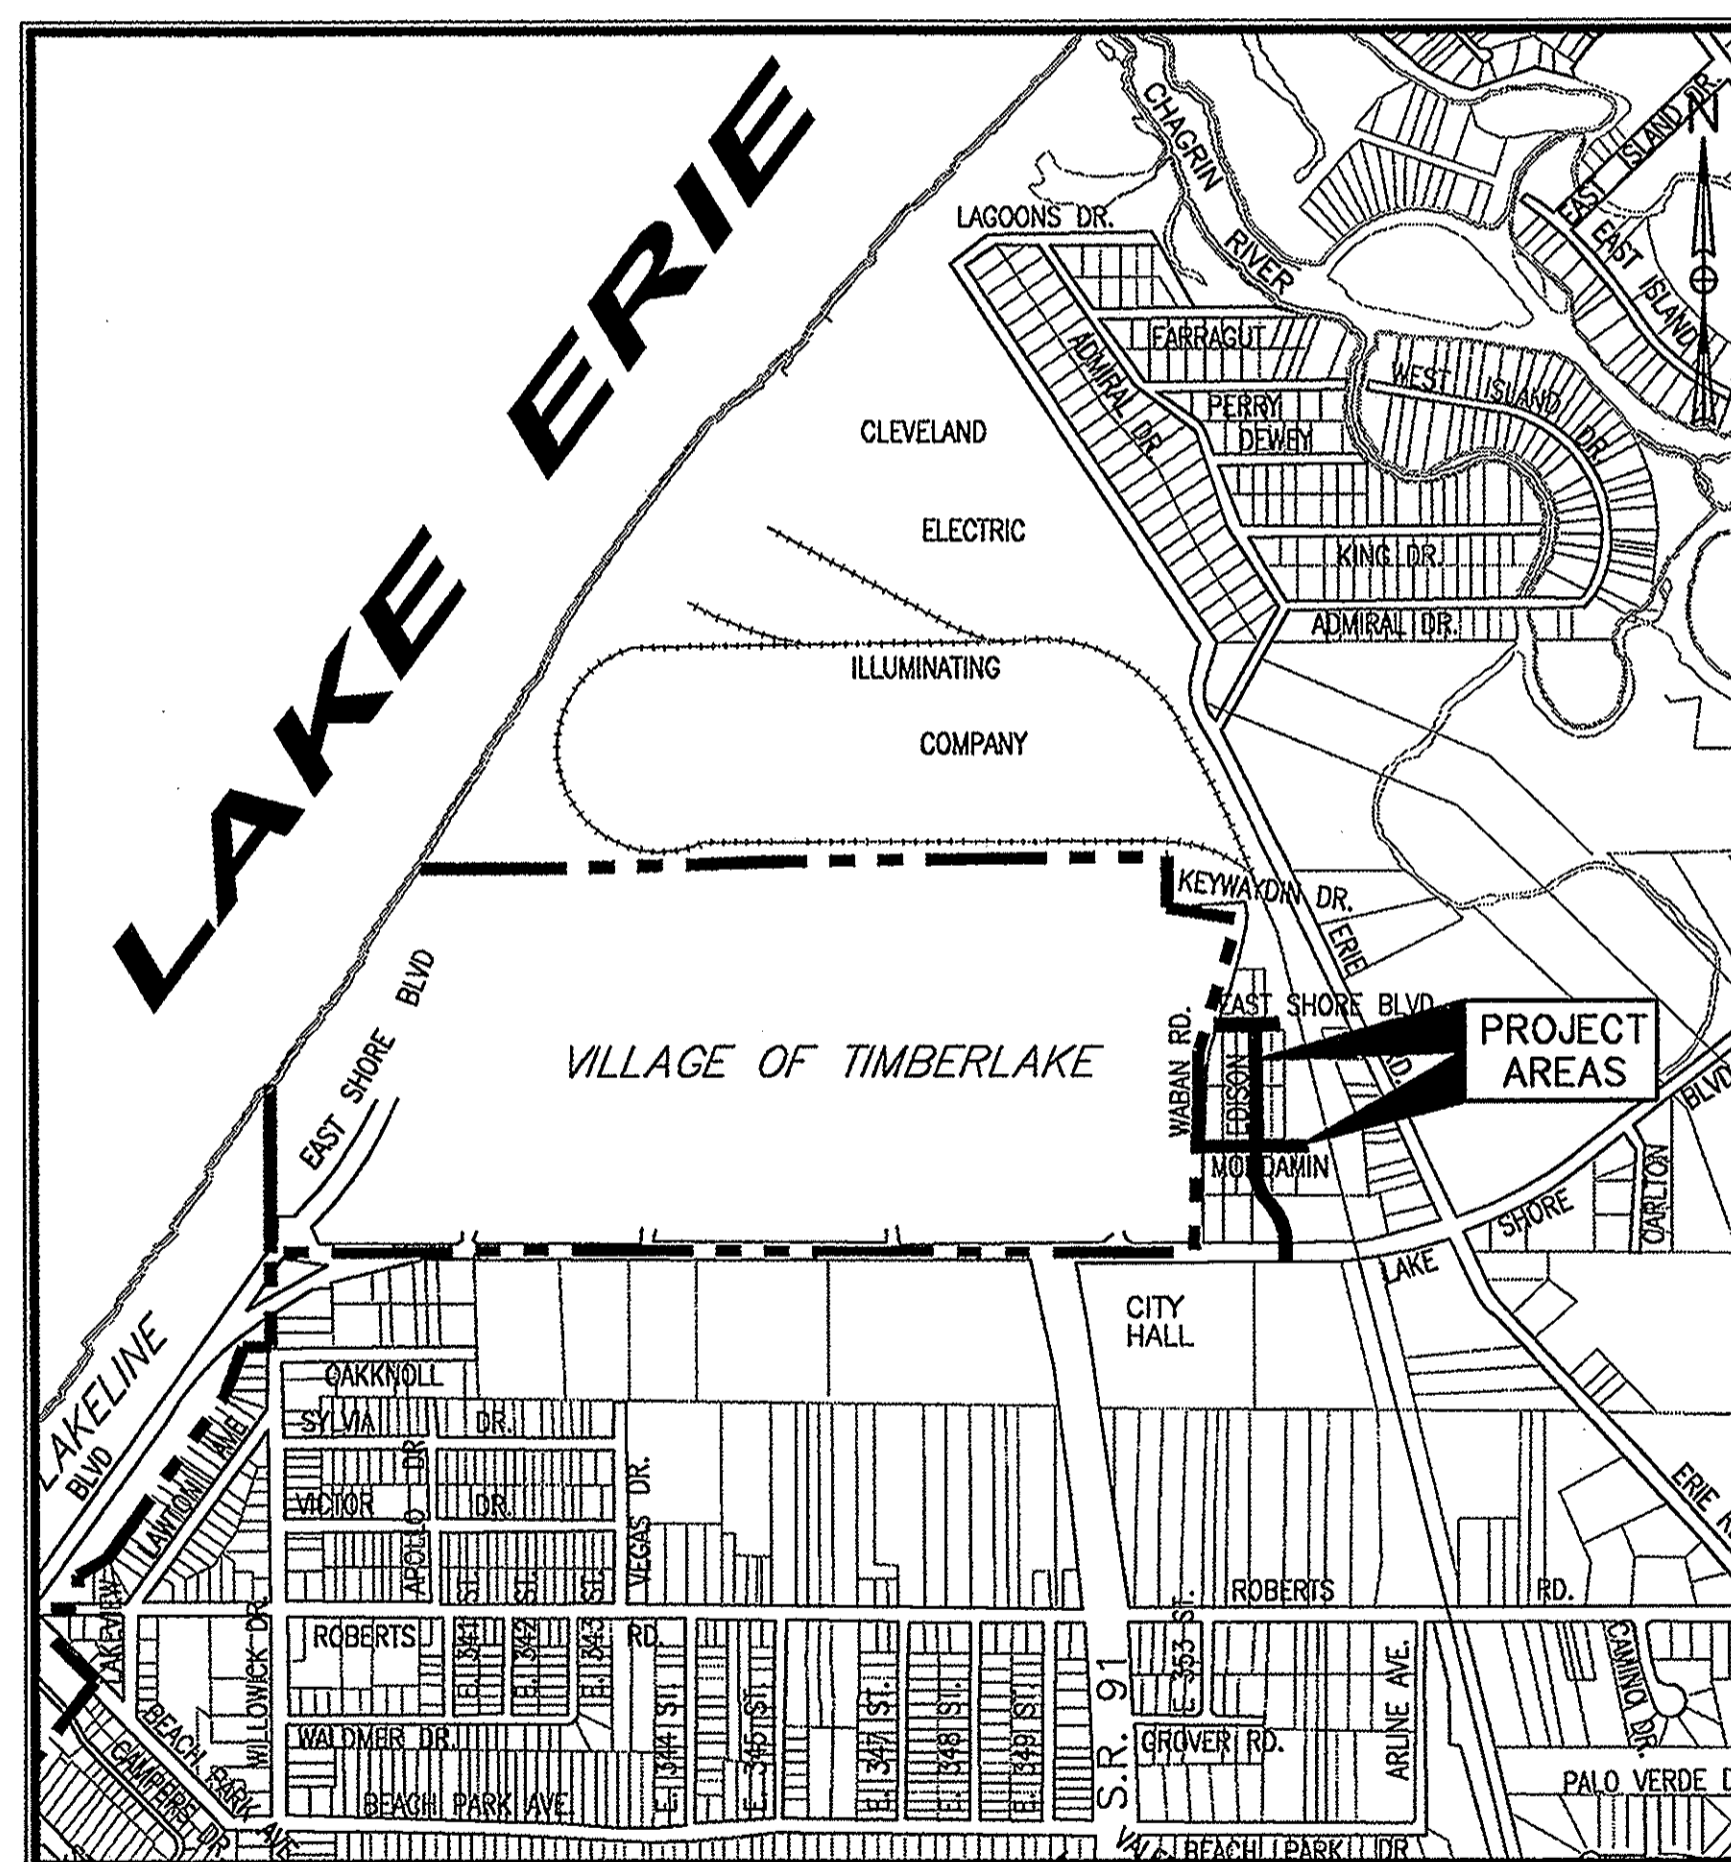 LAKE ERIE
CHAGRIN
RIVER
EAST ISLAND DR.
N
EAST ISLAND
LAGOONS DR.
FARRAGUT
ADMIRAL DR.
WEST ISLAND DR.
PERRY
DEWEY
KING DR.
ADMIRAL DR.
CLEVELAND
ELECTRIC
ILLUMINATING
COMPANY
KEYWAYDIN DR.
ERIE RD.
EAST SHORE BLVD
EAST SHORE BLVD
VILLAGE OF TIMBERLAKE
WABAN RD.
EDISON
PROJECT
AREAS
MONDAMIN
LAKE SHORE BLVD
CARLTON
CITY
HALL
LAKELINE
BLVD
LAWTON AVE
OAKKNOLL
SYLVIA DR.
VICTOR DR.
APOLLO DR
VEGAS DR.
E. 341 ST.
E. 342 ST.
E. 343 ST.
ERIE
ROBERTS RD.
ROBERTS RD.
LAKEVIEW
WILLOWICK DR.
BEACH PARK AVE
CAMPERS DR.
WALDMER DR.
BEACH PARK AVE
E. 344 ST.
E. 345 ST.
E. 347 ST.
E. 348 ST.
E. 349 ST.
S.R. 91
E 353 ST.
GROVER RD.
ARLINE AVE.
CAMINO DR.
PALO VERDE D
BEACH PARK DR